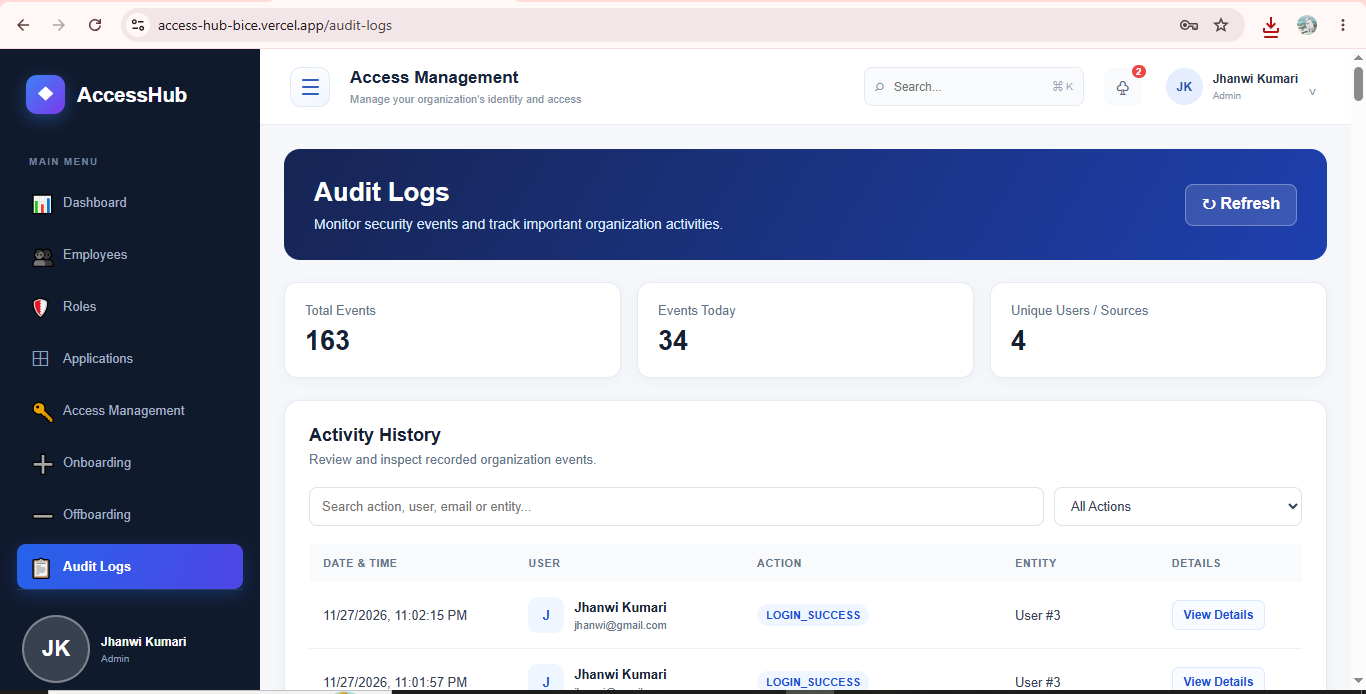 access-hub-bice.vercel.app/audit-logs
AccessHub
MAIN MENU
Dashboard
Employees
Roles
Applications
Access Management
Onboarding
Offboarding
Audit Logs
JK
Jhanwi Kumari
Admin
Access Management
Manage your organization's identity and access
Search...
⌘ K
2
JK
Jhanwi Kumari
Admin
Audit Logs
Monitor security events and track important organization activities.
↻ Refresh
Total Events
163
Events Today
34
Unique Users / Sources
4
Activity History
Review and inspect recorded organization events.
Search action, user, email or entity...
All Actions
DATE & TIME USER ACTION ENTITY DETAILS
11/27/2026, 11:02:15 PM J Jhanwi Kumari LOGIN_SUCCESS User #3 View Details
jhanwi@gmail.com
11/27/2026, 11:01:57 PM J Jhanwi Kumari LOGIN_SUCCESS User #3 View Details